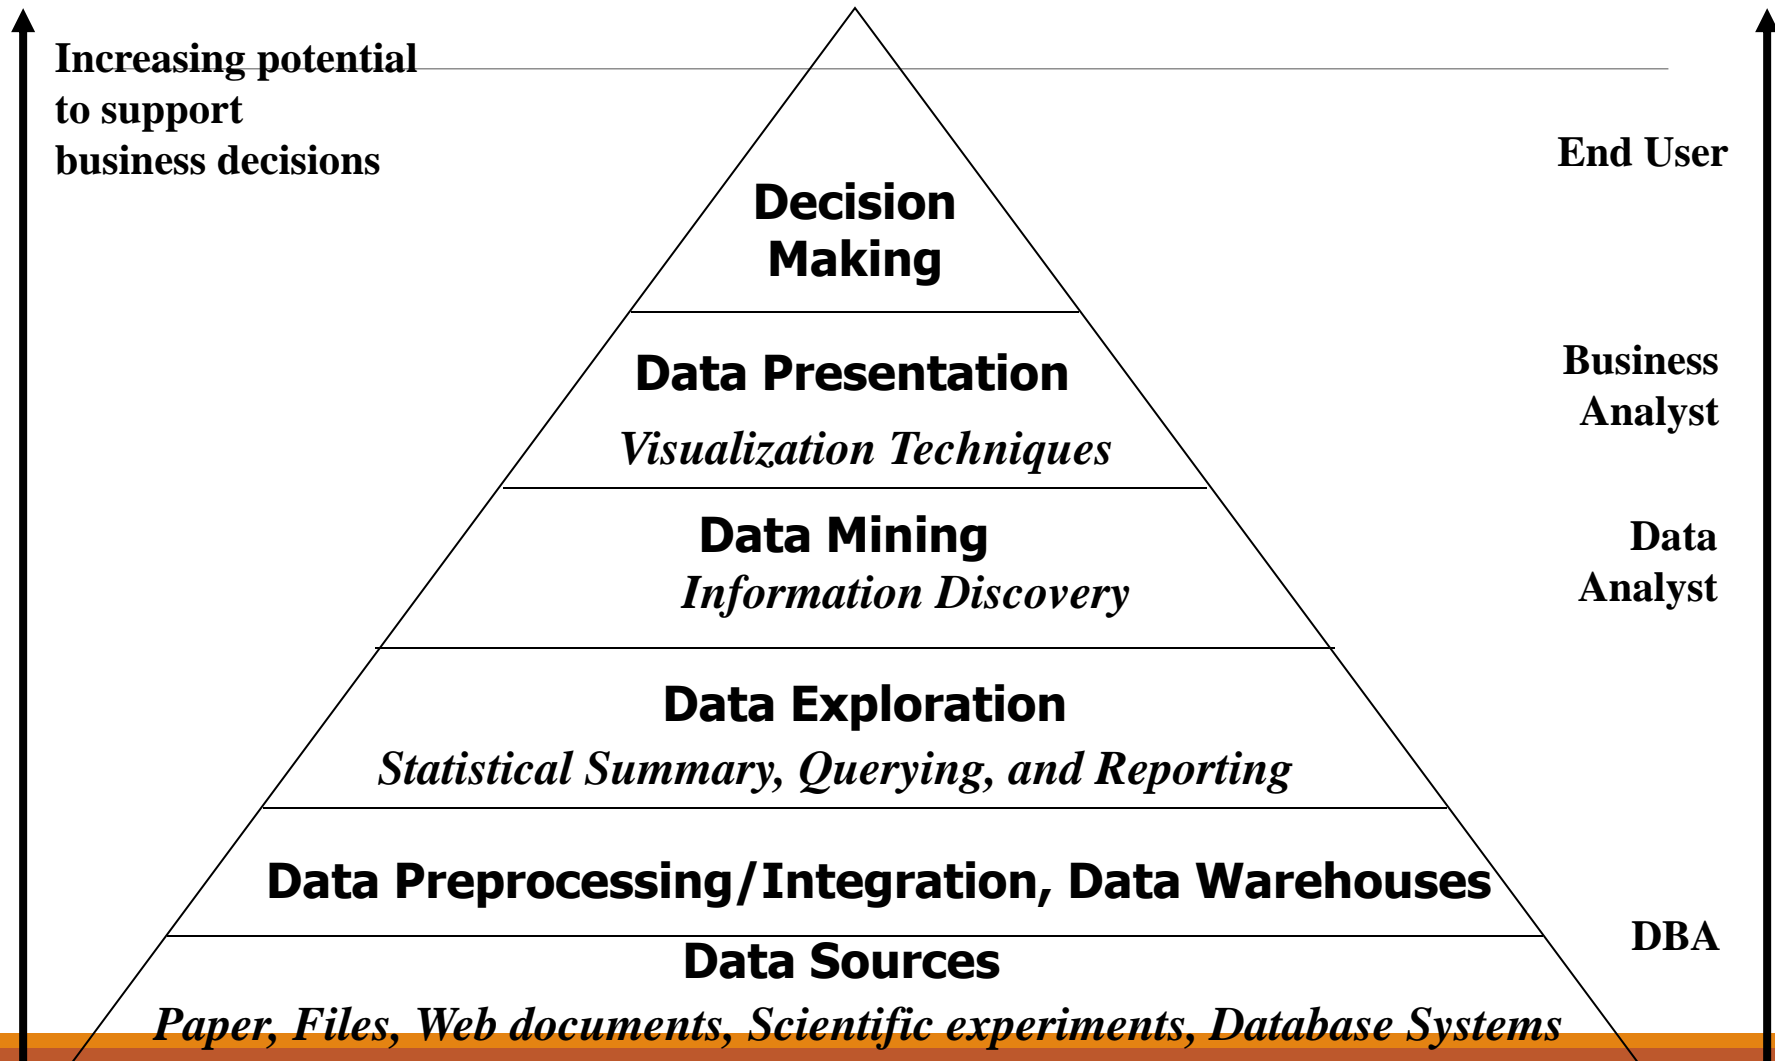 Increasing potential
to support
business decisions
End User
Decision
Making
Data Presentation
Visualization Techniques
Business
Analyst
Data Mining
Information Discovery
Data
Analyst
Data Exploration
Statistical Summary, Querying, and Reporting
Data Preprocessing/Integration, Data Warehouses
DBA
Data Sources
Paper, Files, Web documents, Scientific experiments, Database Systems